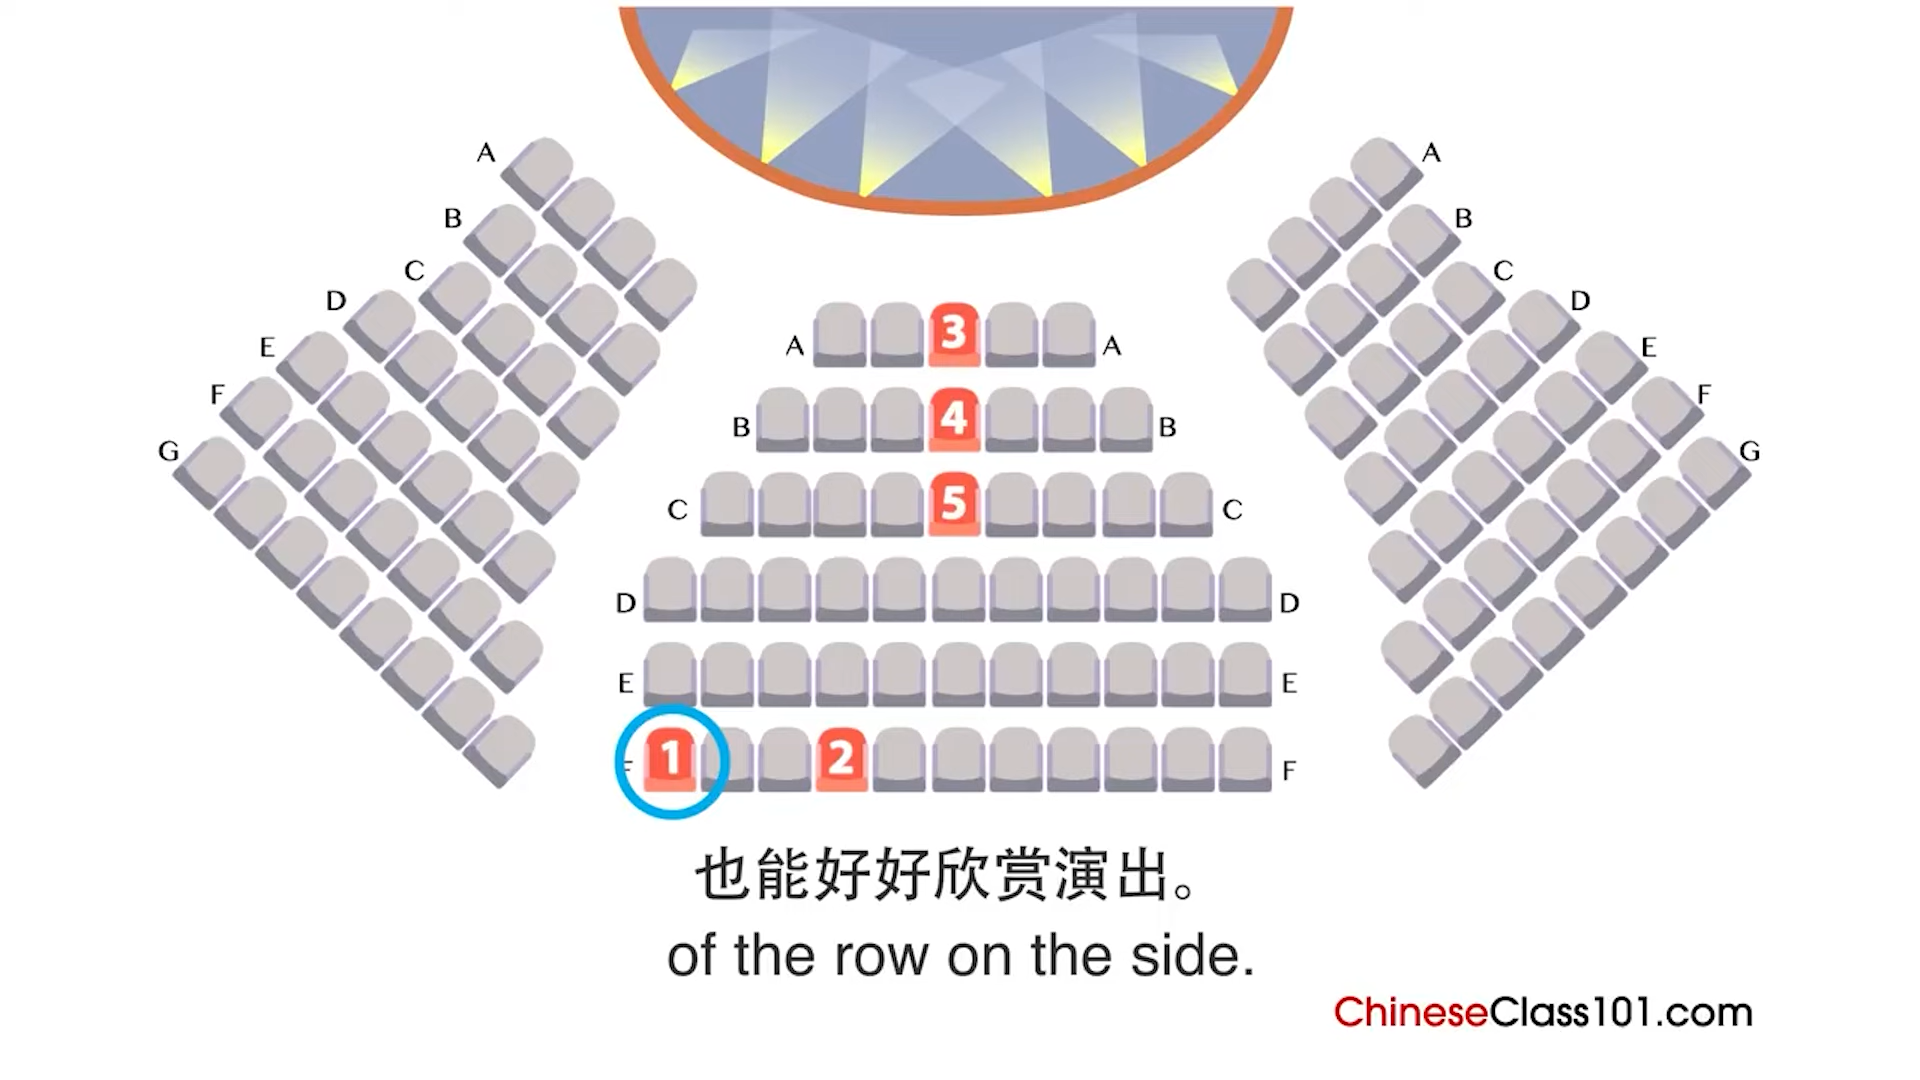 A
A
B
B
C
C
D
D
E
E
F
F
G
G
A 3 A
B 4 B
C 5 C
D D
E E
F 1 2 F
也能好好欣赏演出。
of the row on the side.
ChineseClass101.com